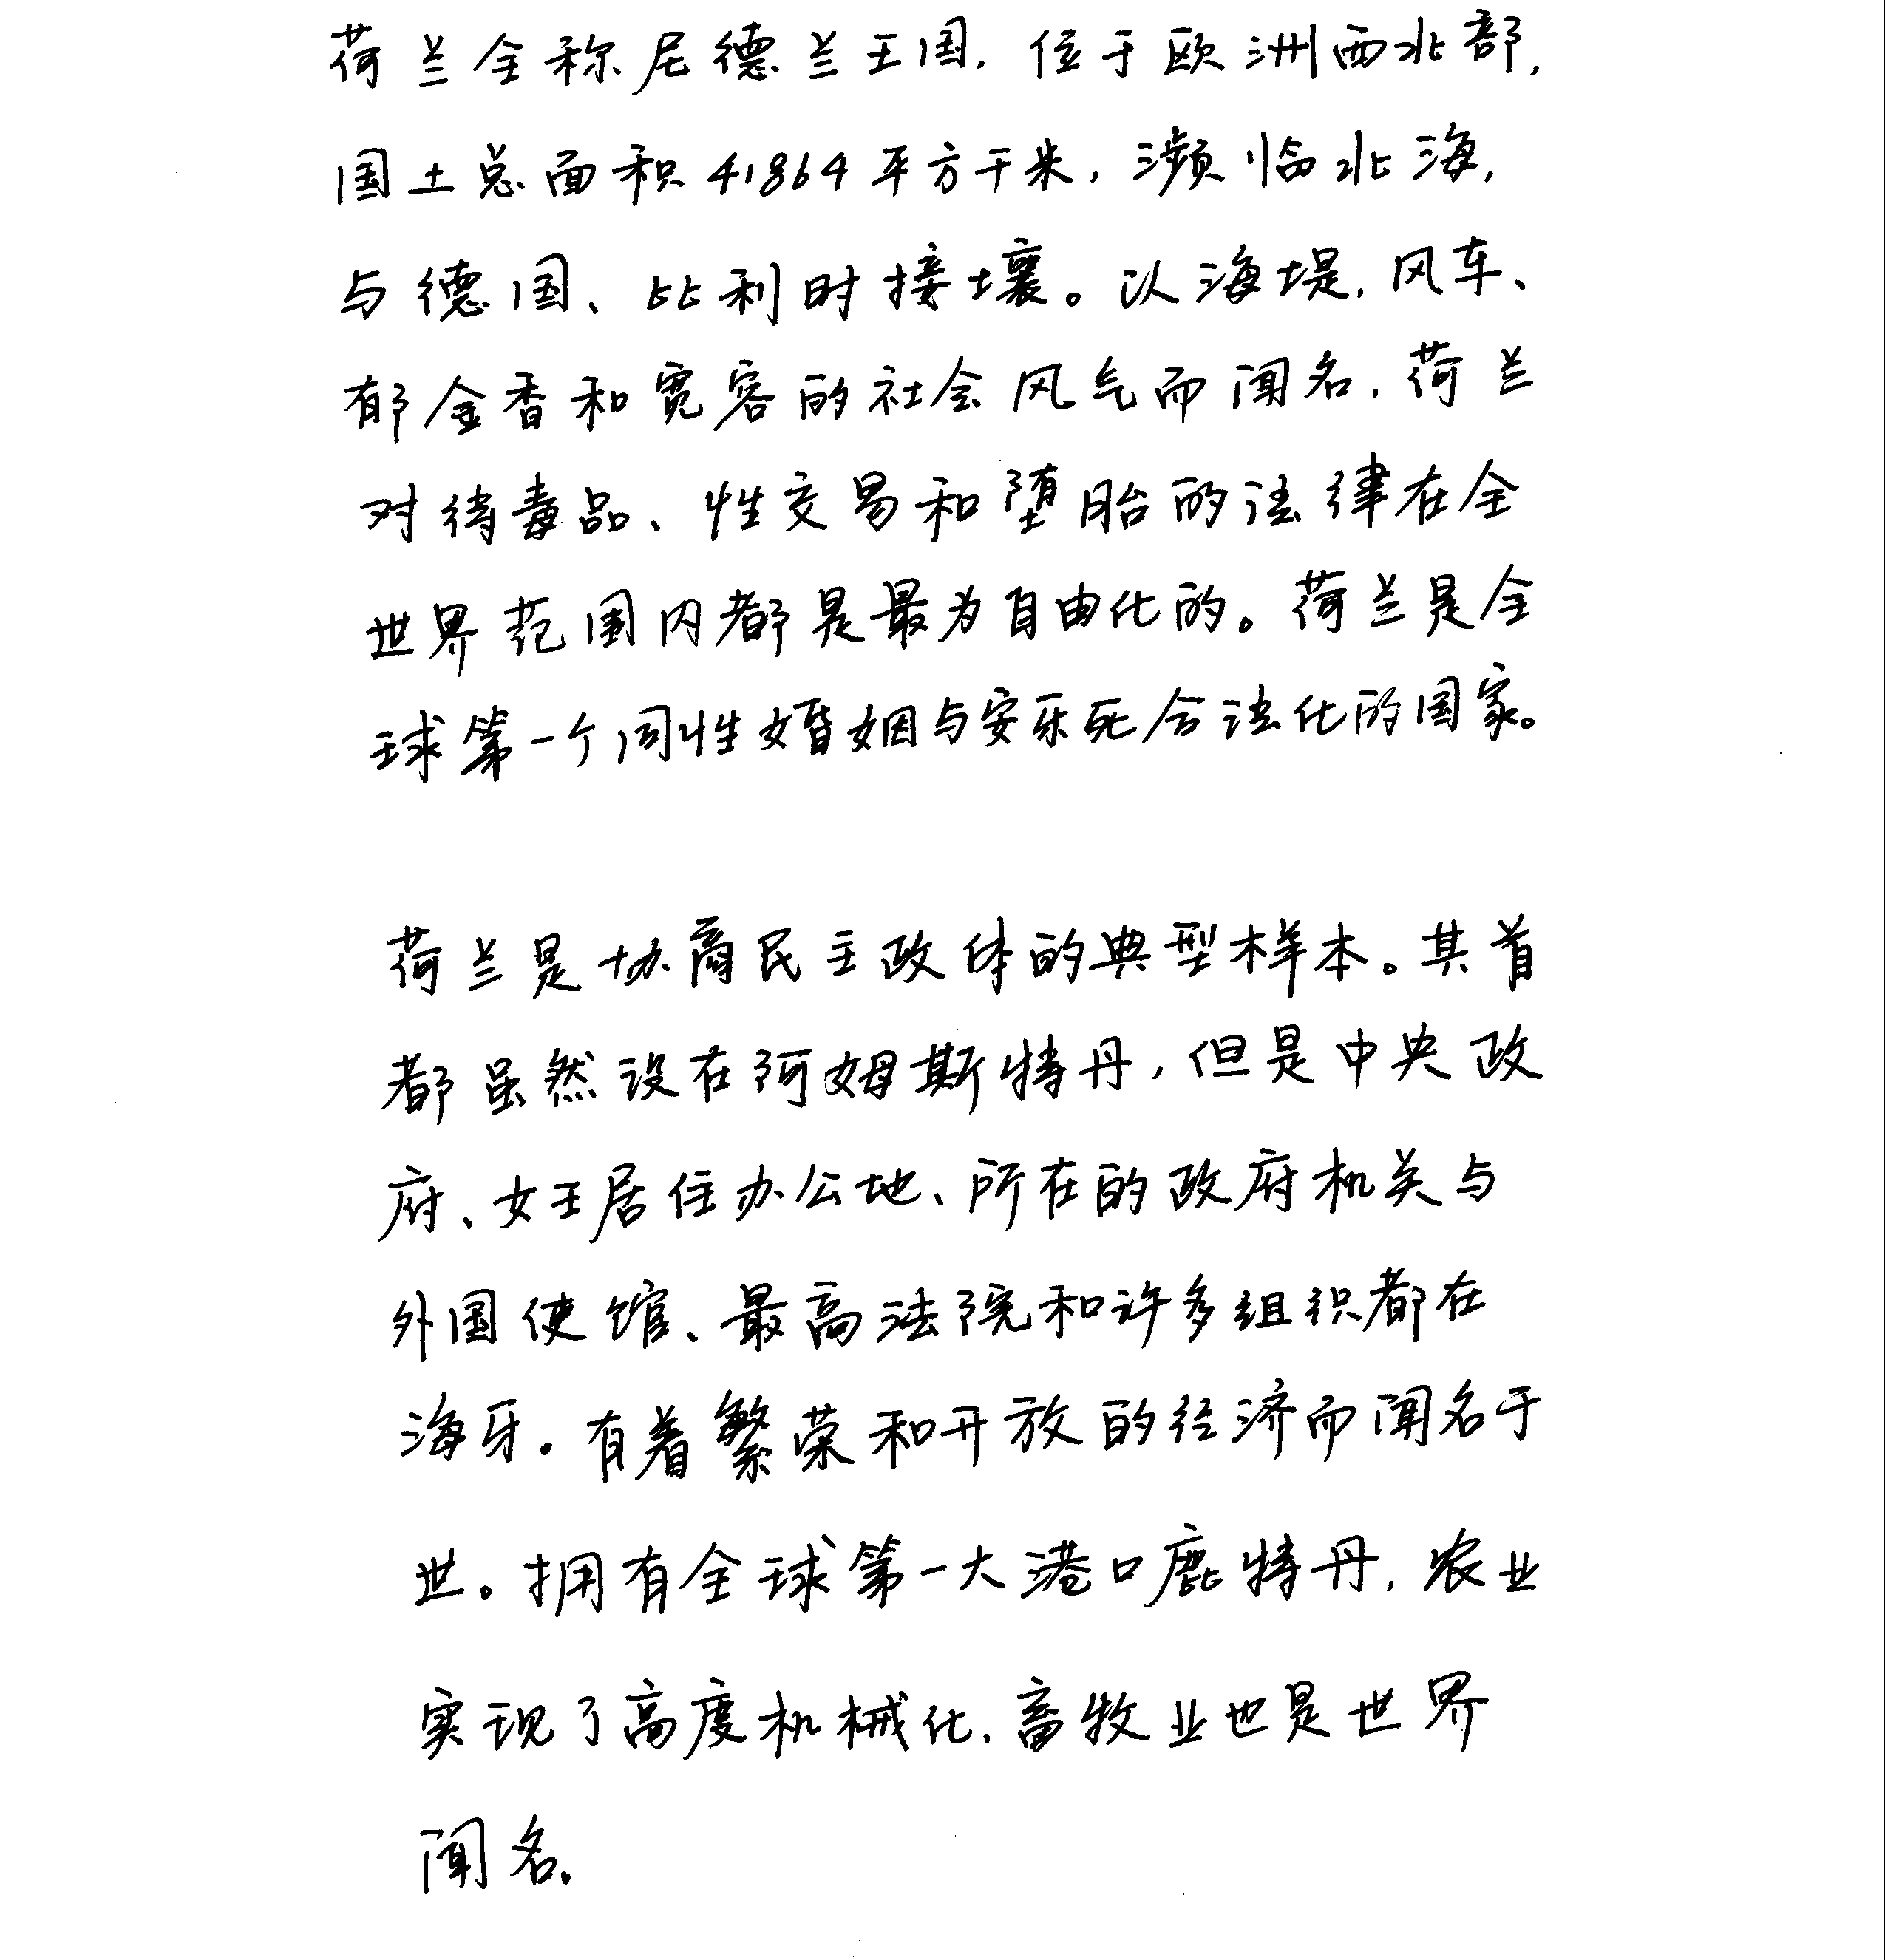 荷兰全称尼德兰王国，位于欧洲西北部，
国土总面积41864平方千米，濒临北海，
与德国、比利时接壤。以海堤，风车、
郁金香和宽容的社会风气而闻名，荷兰
对待毒品、性交易和堕胎的法律在全
世界范围内都是最为自由化的。荷兰是全
球第一个同性婚姻与安乐死合法化的国家。
荷兰是协商民主政体的典型样本。其首
都虽然设在阿姆斯特丹，但是中央政
府、女王居住办公地、所在的政府机关与
外国使馆、最高法院和许多组织都在
海牙。有着繁荣和开放的经济而闻名于
世。拥有全球第一大港口鹿特丹，农业
实现了高度机械化，畜牧业也是世界
闻名。